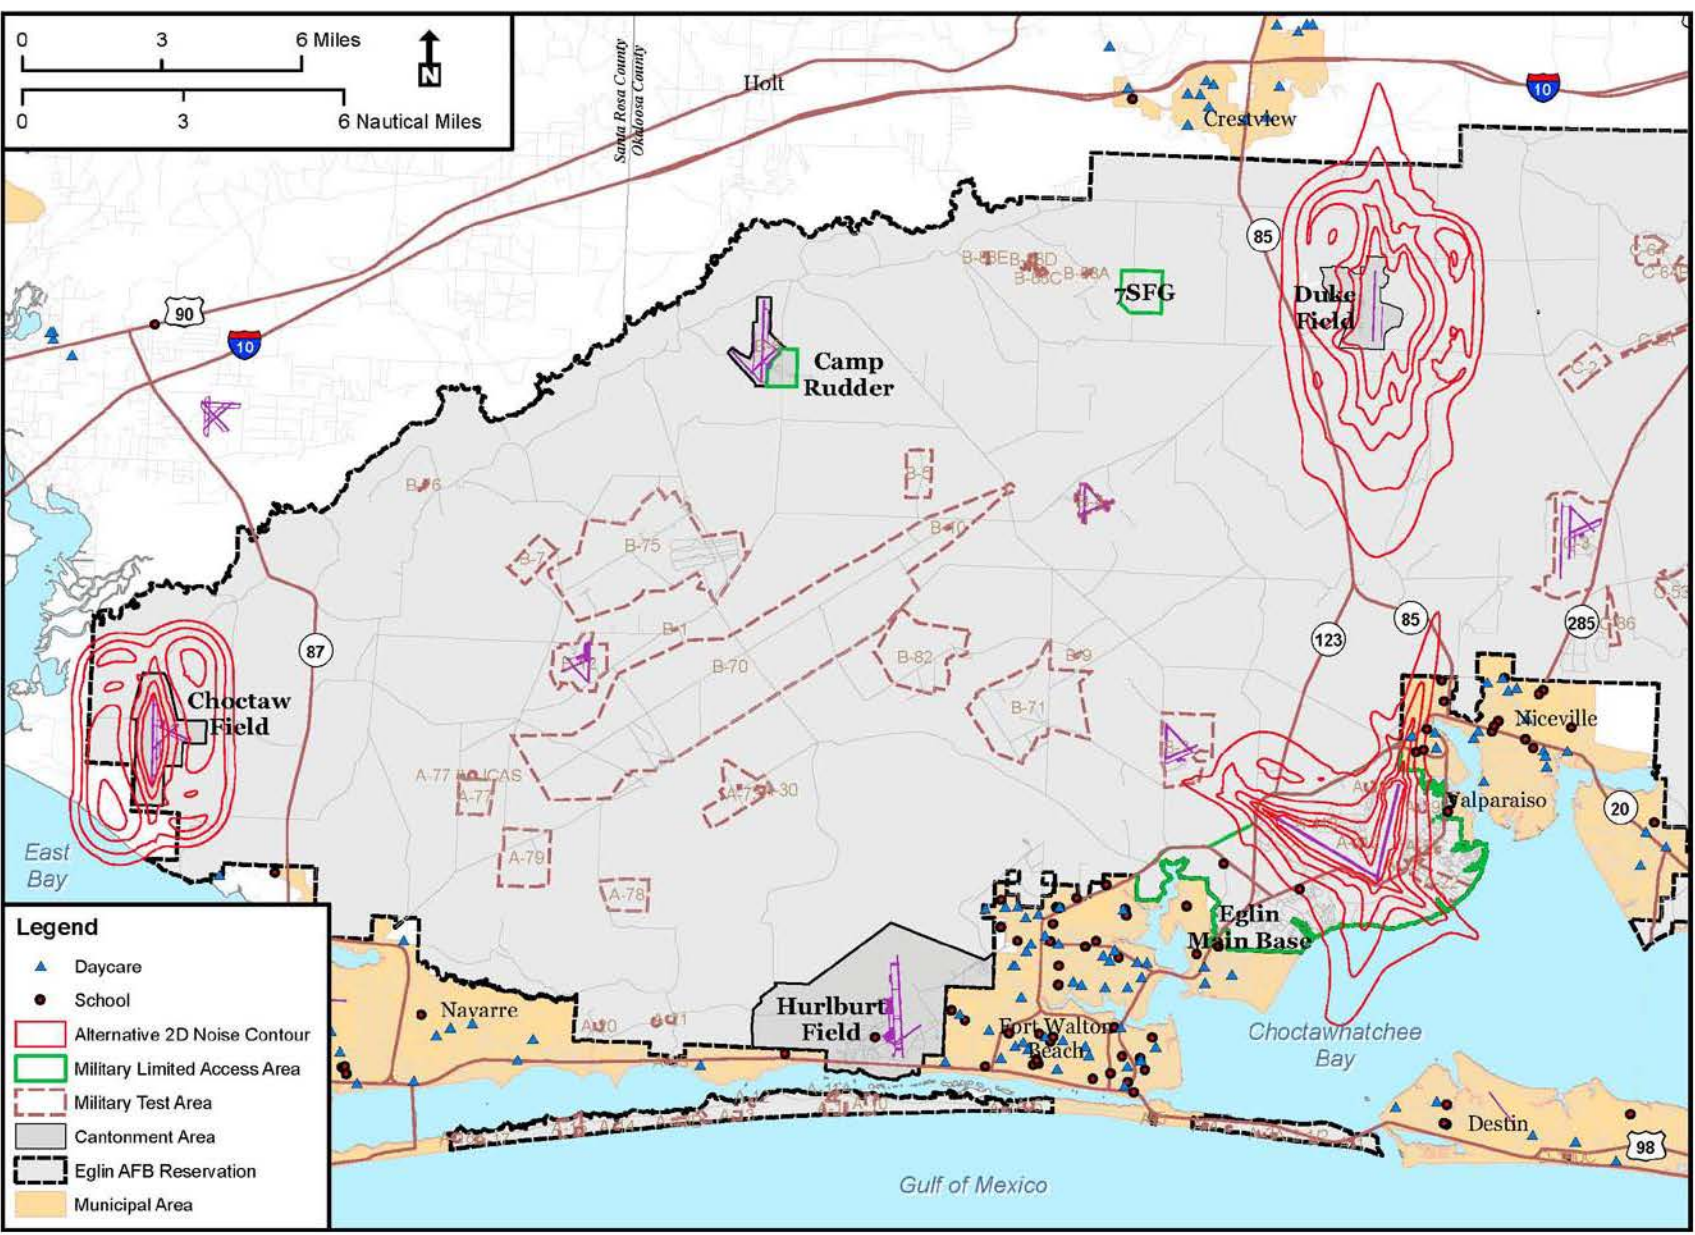 0 3 6 Miles
N
0 3 6 Nautical Miles
Santa Rosa County
Okaloosa County
Holt
10
Crestview
85
90
10
7SFG
Duke
Field
Camp
Rudder
C-2
B-5
B-75
B-7
C-3
87
B-1
B-70
B-82
B-9
B-71
123
85
285
Choctaw
Field
Niceville
A-77
A-79
A-78
Valparaiso
20
East
Bay
Eglin
Main Base
Legend
Daycare
School
Alternative 2D Noise Contour
Military Limited Access Area
Military Test Area
Cantonment Area
Eglin AFB Reservation
Municipal Area
Navarre
Hurlburt
Field
Fort Walton
Beach
Choctawhatchee
Bay
Destin
98
Gulf of Mexico